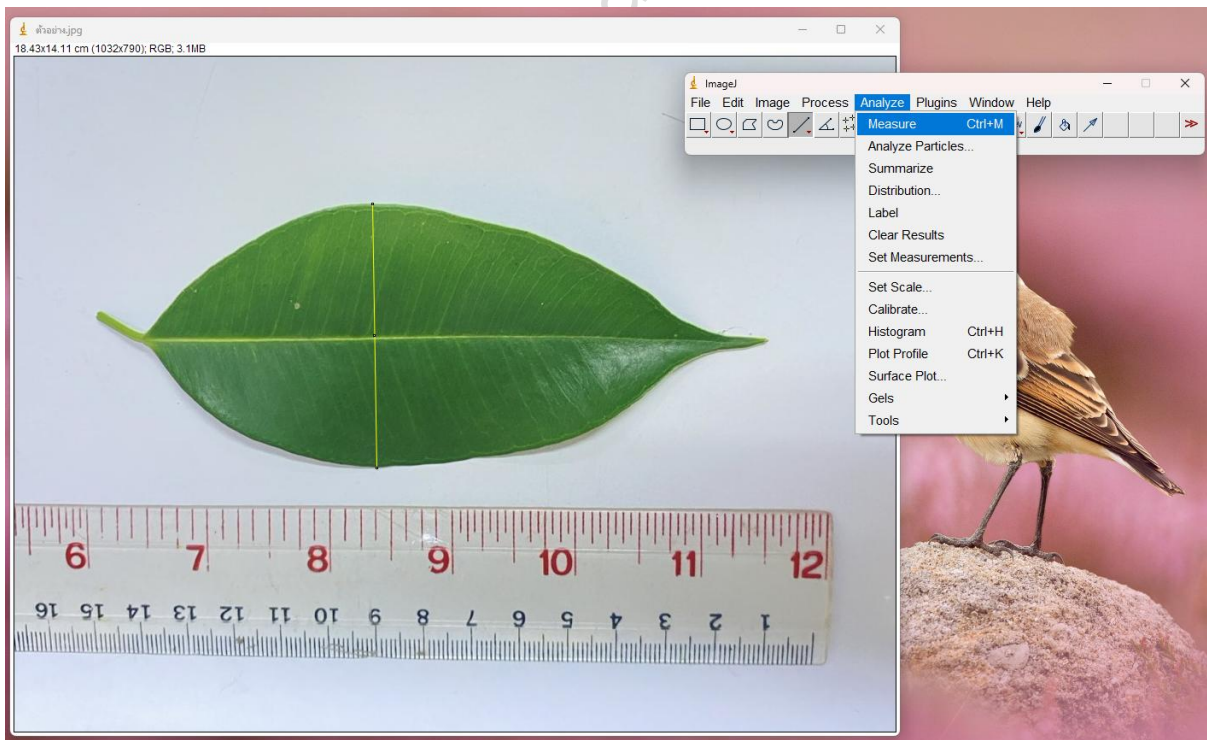 ตัวอย่าง.jpg
18.43x14.11 cm (1032x790); RGB; 3.1MB
ImageJ
File Edit Image Process Analyze Plugins Window Help
Measure Ctrl+M
Analyze Particles...
Summarize
Distribution...
Label
Clear Results
Set Measurements...
Set Scale...
Calibrate...
Histogram Ctrl+H
Plot Profile Ctrl+K
Surface Plot...
Gels
Tools
6 7 8 9 10 11 12
16 15 14 13 12 11 10 9 8 7 6 5 4 3 2 1